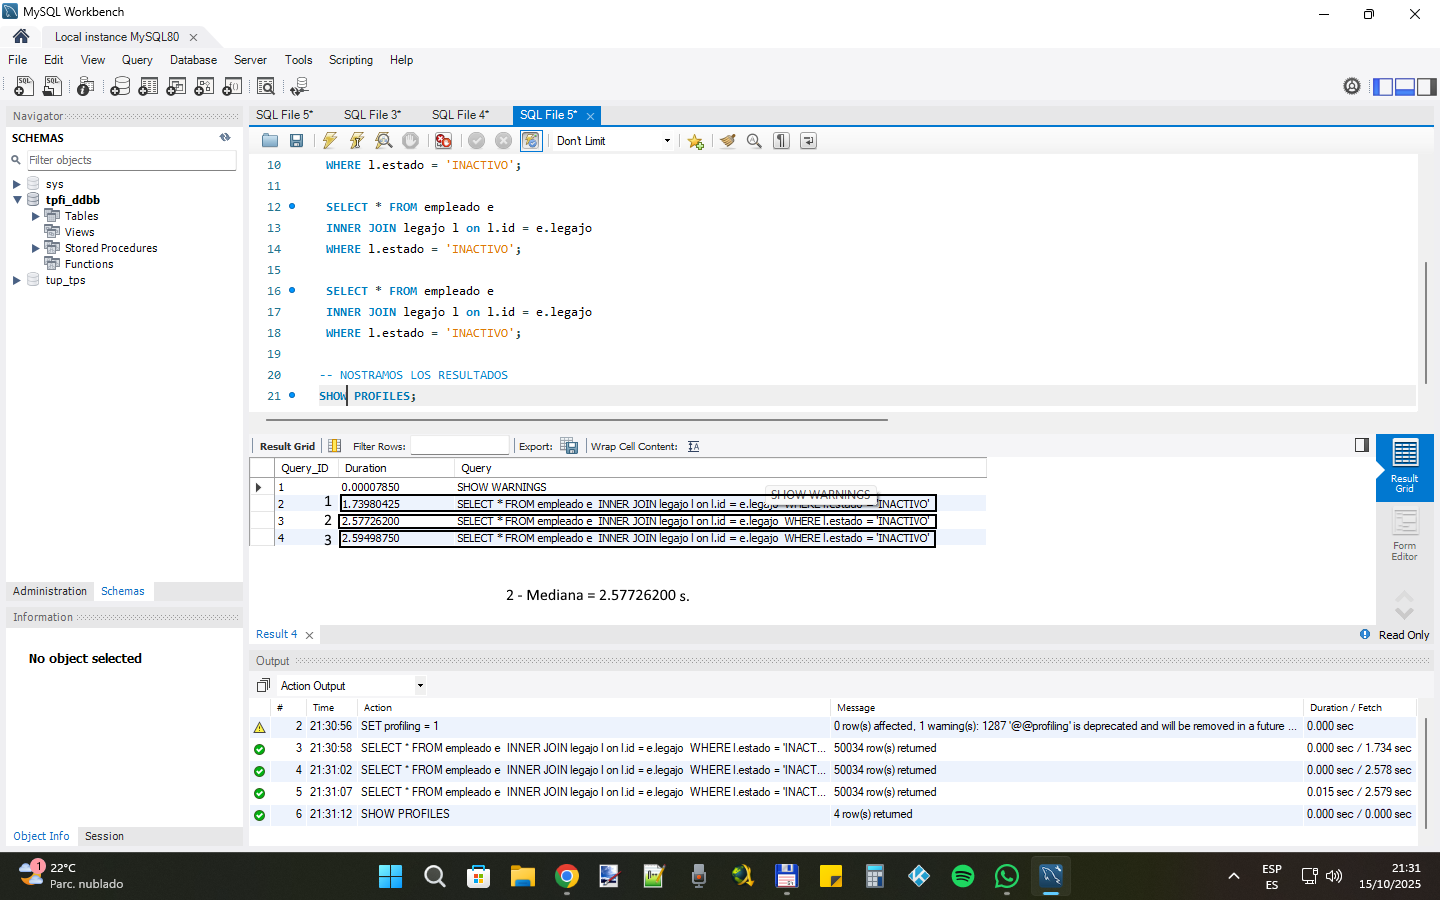 MySQL Workbench
Local instance MySQL80
File Edit View Query Database Server Tools Scripting Help
Navigator
SCHEMAS
Filter objects
sys
tpfi_ddbb
Tables
Views
Stored Procedures
Functions
tup_tps
Administration Schemas
Information
No object selected
Object Info Session
SQL File 5* SQL File 3* SQL File 4* SQL File 5*
Don't Limit
10 WHERE l.estado = 'INACTIVO';
11
12 SELECT * FROM empleado e
13 INNER JOIN legajo l on l.id = e.legajo
14 WHERE l.estado = 'INACTIVO';
15
16 SELECT * FROM empleado e
17 INNER JOIN legajo l on l.id = e.legajo
18 WHERE l.estado = 'INACTIVO';
19
20 -- NOSTRAMOS LOS RESULTADOS
21 SHOW PROFILES;
Result Grid Filter Rows: Export: Wrap Cell Content:
Query_ID Duration Query
1 0.00007850 SHOW WARNINGS
SHOW WARNINGS
2 1 1.73980425 SELECT * FROM empleado e INNER JOIN legajo l on l.id = e.legajo WHERE l.estado = 'INACTIVO'
3 2 2.57726200 SELECT * FROM empleado e INNER JOIN legajo l on l.id = e.legajo WHERE l.estado = 'INACTIVO'
4 3 2.59498750 SELECT * FROM empleado e INNER JOIN legajo l on l.id = e.legajo WHERE l.estado = 'INACTIVO'
2 - Mediana = 2.57726200 s.
Result Grid
Form Editor
Result 4
Read Only
Output
Action Output
# Time Action Message Duration / Fetch
2 21:30:56 SET profiling = 1 0 row(s) affected, 1 warning(s): 1287 '@@profiling' is deprecated and will be removed in a future ... 0.000 sec
3 21:30:58 SELECT * FROM empleado e INNER JOIN legajo l on l.id = e.legajo WHERE l.estado = 'INACT... 50034 row(s) returned 0.000 sec / 1.734 sec
4 21:31:02 SELECT * FROM empleado e INNER JOIN legajo l on l.id = e.legajo WHERE l.estado = 'INACT... 50034 row(s) returned 0.000 sec / 2.578 sec
5 21:31:07 SELECT * FROM empleado e INNER JOIN legajo l on l.id = e.legajo WHERE l.estado = 'INACT... 50034 row(s) returned 0.015 sec / 2.579 sec
6 21:31:12 SHOW PROFILES 4 row(s) returned 0.000 sec / 0.000 sec
1
22°C
Parc. nublado
ESP
ES
21:31
15/10/2025